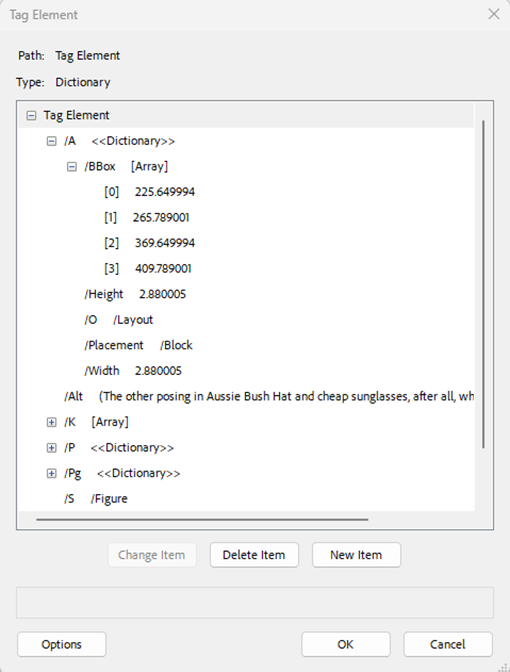 Tag Element
Path: Tag Element
Type: Dictionary
Tag Element
/A <<Dictionary>>
/BBox [Array]
[0] 225.649994
[1] 265.789001
[2] 369.649994
[3] 409.789001
/Height 2.880005
/O /Layout
/Placement /Block
/Width 2.880005
/Alt (The other posing in Aussie Bush Hat and cheap sunglasses, after all, wh
/K [Array]
/P <<Dictionary>>
/Pg <<Dictionary>>
/S /Figure
Change Item Delete Item New Item
Options OK Cancel